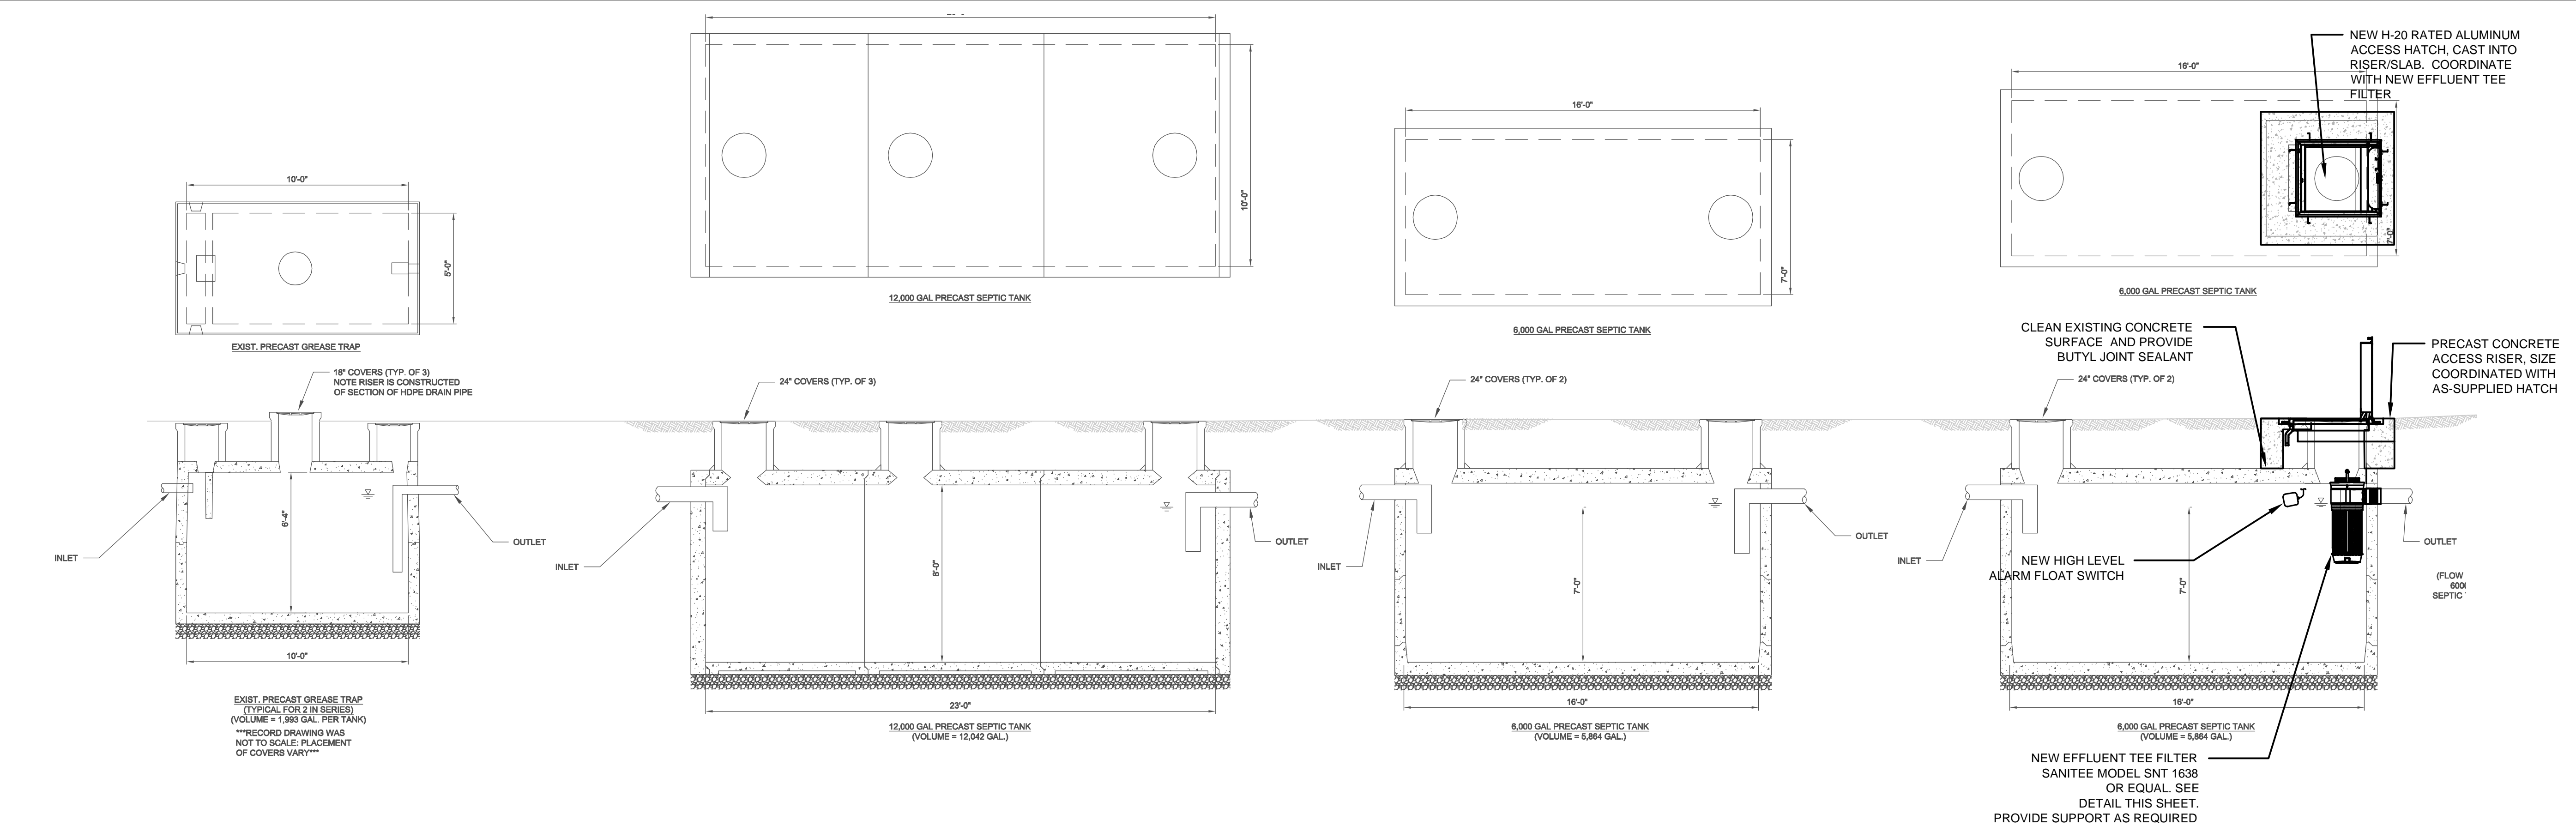 10'-0"
5'-0"
EXIST. PRECAST GREASE TRAP
10'-0"
12,000 GAL PRECAST SEPTIC TANK
16'-0"
7'-0"
6,000 GAL PRECAST SEPTIC TANK
NEW H-20 RATED ALUMINUM
ACCESS HATCH, CAST INTO
RISER/SLAB. COORDINATE
WITH NEW EFFLUENT TEE
FILTER
16'-0"
7'-0"
6,000 GAL PRECAST SEPTIC TANK
18" COVERS (TYP. OF 3)
NOTE RISER IS CONSTRUCTED
OF SECTION OF HDPE DRAIN PIPE
6'-4"
INLET
OUTLET
10'-0"
EXIST. PRECAST GREASE TRAP
(TYPICAL FOR 2 IN SERIES)
(VOLUME = 1,993 GAL. PER TANK)
***RECORD DRAWING WAS
NOT TO SCALE: PLACEMENT
OF COVERS VARY***
24" COVERS (TYP. OF 3)
8'-0"
INLET
OUTLET
23'-0"
12,000 GAL PRECAST SEPTIC TANK
(VOLUME = 12,042 GAL.)
24" COVERS (TYP. OF 2)
7'-0"
INLET
OUTLET
16'-0"
6,000 GAL PRECAST SEPTIC TANK
(VOLUME = 5,864 GAL.)
CLEAN EXISTING CONCRETE
SURFACE AND PROVIDE
BUTYL JOINT SEALANT
24" COVERS (TYP. OF 2)
PRECAST CONCRETE
ACCESS RISER, SIZE
COORDINATED WITH
AS-SUPPLIED HATCH
INLET
NEW HIGH LEVEL
ALARM FLOAT SWITCH
7'-0"
OUTLET
(FLOW
SEPTIC
16'-0"
6,000 GAL PRECAST SEPTIC TANK
(VOLUME = 5,864 GAL.)
NEW EFFLUENT TEE FILTER
SANITEE MODEL SNT 1638
OR EQUAL. SEE
DETAIL THIS SHEET.
PROVIDE SUPPORT AS REQUIRED